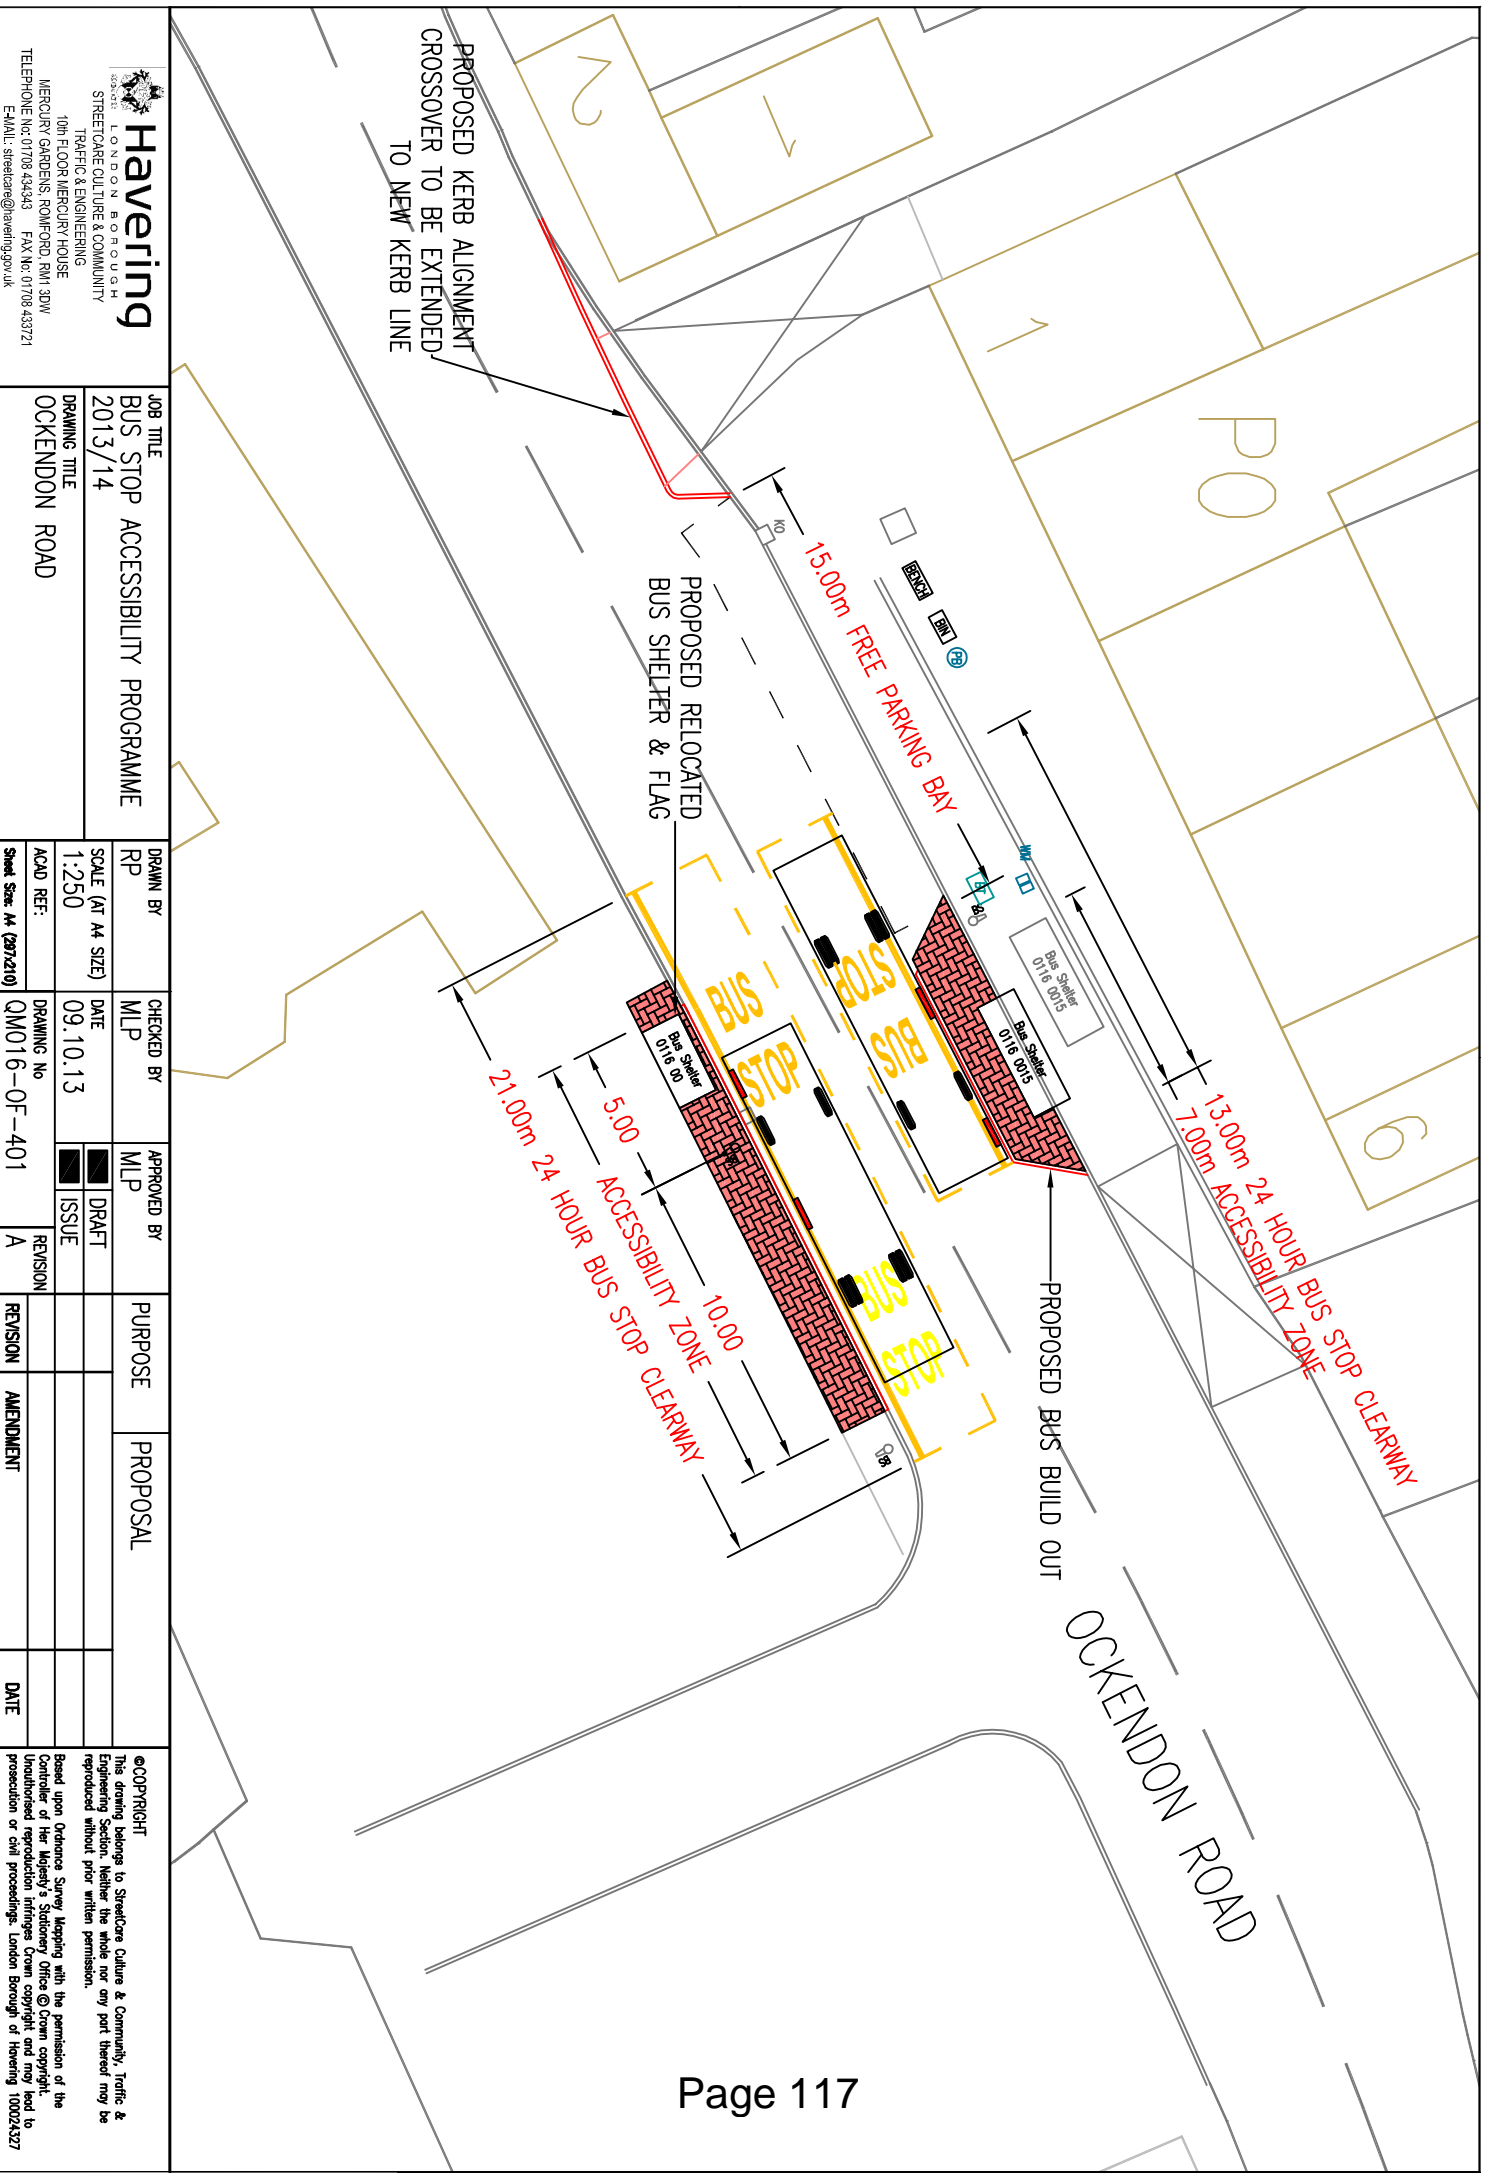 PROPOSED KERB ALIGNMENT
CROSSOVER TO BE EXTENDED
TO NEW KERB LINE
2
1
1
PO
6
KO
BENCH
BIN
PB
15.00m FREE PARKING BAY
PROPOSED RELOCATED
BUS SHELTER & FLAG
WM
BT
Bus Shelter
0116 0015
Bus Shelter
0116 0015
13.00m 24 HOUR BUS STOP CLEARWAY
7.00m ACCESSIBILITY ZONE
BUS STOP
BUS STOP
BUS STOP
Bus Shelter
0116 00
5.00
10.00
ACCESSIBILITY ZONE
21.00m 24 HOUR BUS STOP CLEARWAY
PROPOSED BUS BUILD OUT
OCKENDON ROAD
Page 117
Havering
LONDON BOROUGH
STREETCARE CULTURE & COMMUNITY
TRAFFIC & ENGINEERING
10th FLOOR MERCURY HOUSE
MERCURY GARDENS, ROMFORD, RM1 3DW
TELEPHONE No: 01708 434343 FAX No: 01708 433721
E-MAIL: streetcare@havering.gov.uk
JOB TITLE
BUS STOP ACCESSIBILITY PROGRAMME
2013/14
DRAWING TITLE
OCKENDON ROAD
DRAWN BY
RP
CHECKED BY
MLP
APPROVED BY
MLP
SCALE (AT A4 SIZE)
1:250
DATE
09.10.13
DRAFT
ISSUE
ACAD REF:
Sheet Size: A4 (297x210)
DRAWING No
QM016-OF-401
REVISION
A
PURPOSE
PROPOSAL
REVISION
AMENDMENT
DATE
©COPYRIGHT
This drawing belongs to StreetCare Culture & Community, Traffic &
Engineering Section. Neither the whole nor any part thereof may be
reproduced without prior written permission.
Based upon Ordnance Survey Mapping with the permission of the
Controller of Her Majesty's Stationery Office © Crown copyright.
Unauthorised reproduction infringes Crown copyright and may lead to
prosecution or civil proceedings. London Borough of Havering 100024327